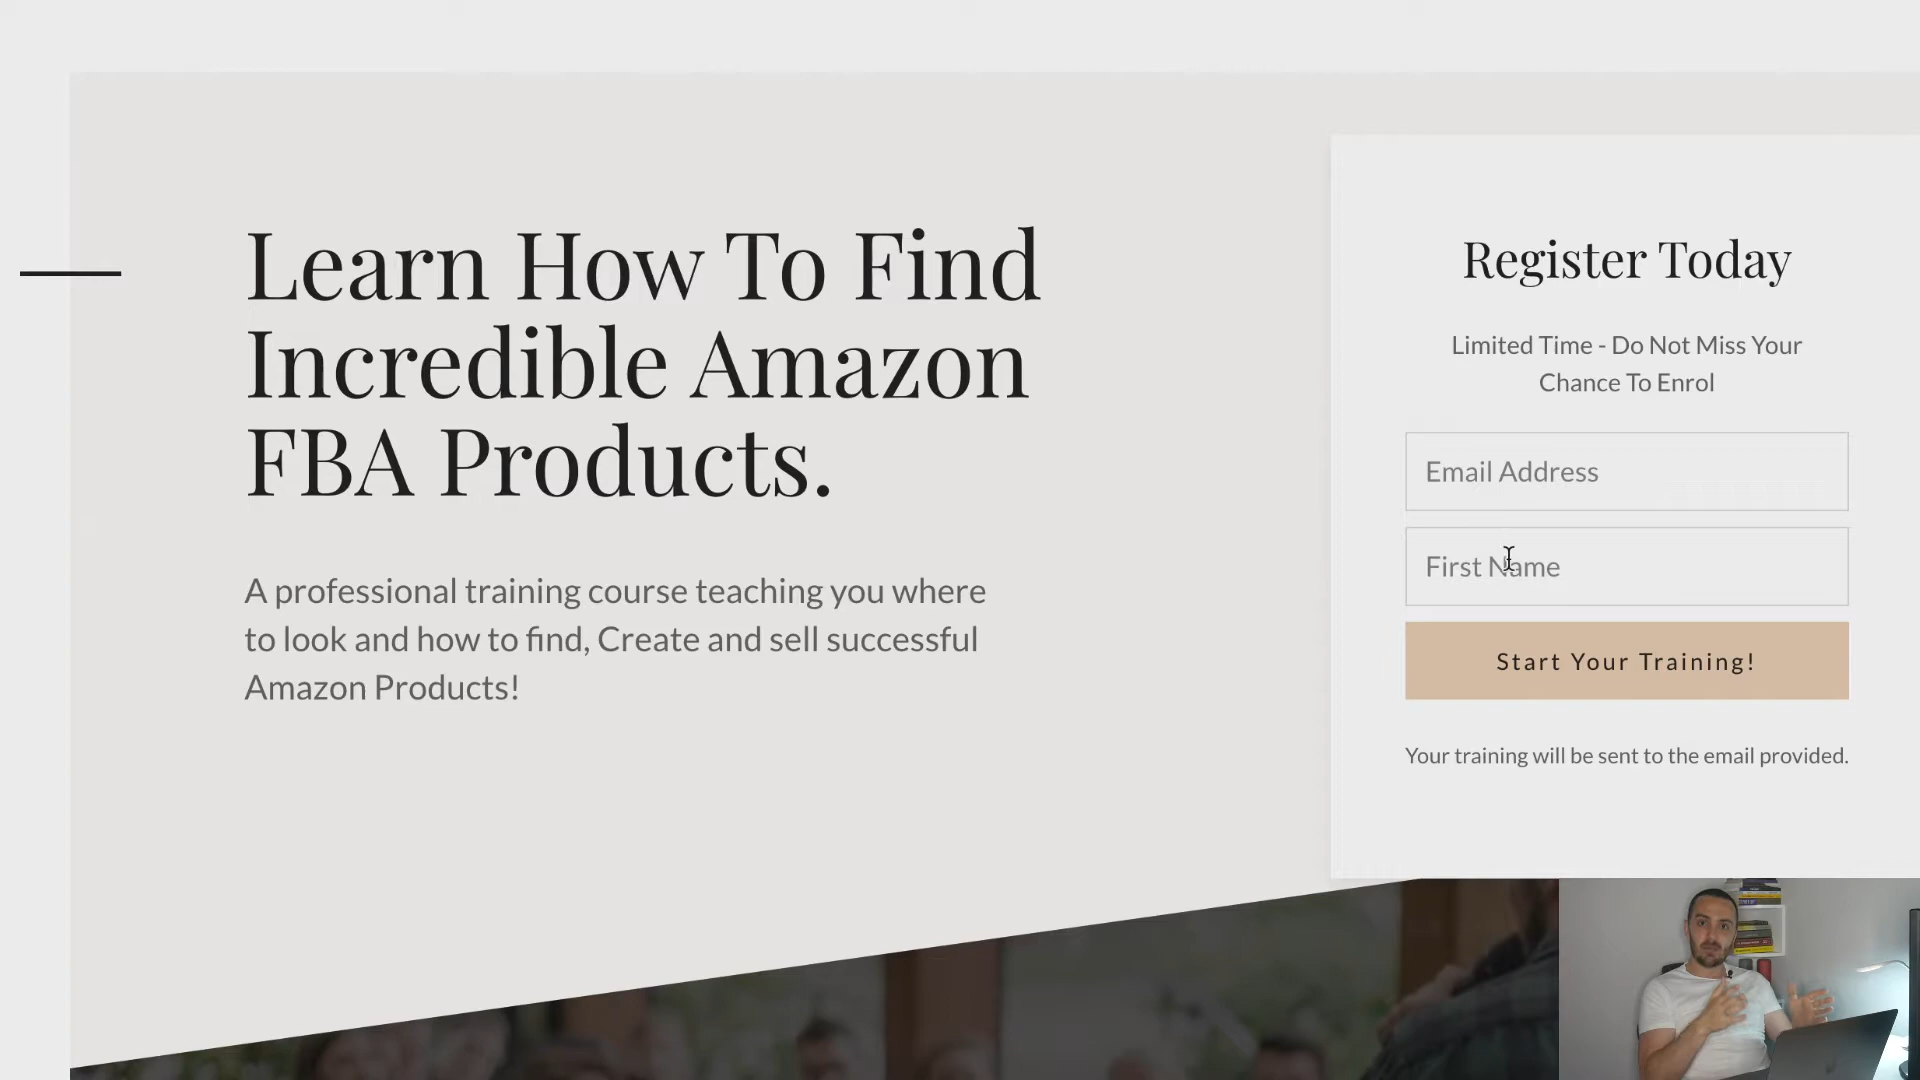 Learn How To Find
Incredible Amazon
FBA Products.
A professional training course teaching you where
to look and how to find, Create and sell successful
Amazon Products!
Register Today
Limited Time - Do Not Miss Your
Chance To Enrol
Email Address
First Name
Start Your Training!
Your training will be sent to the email provided.